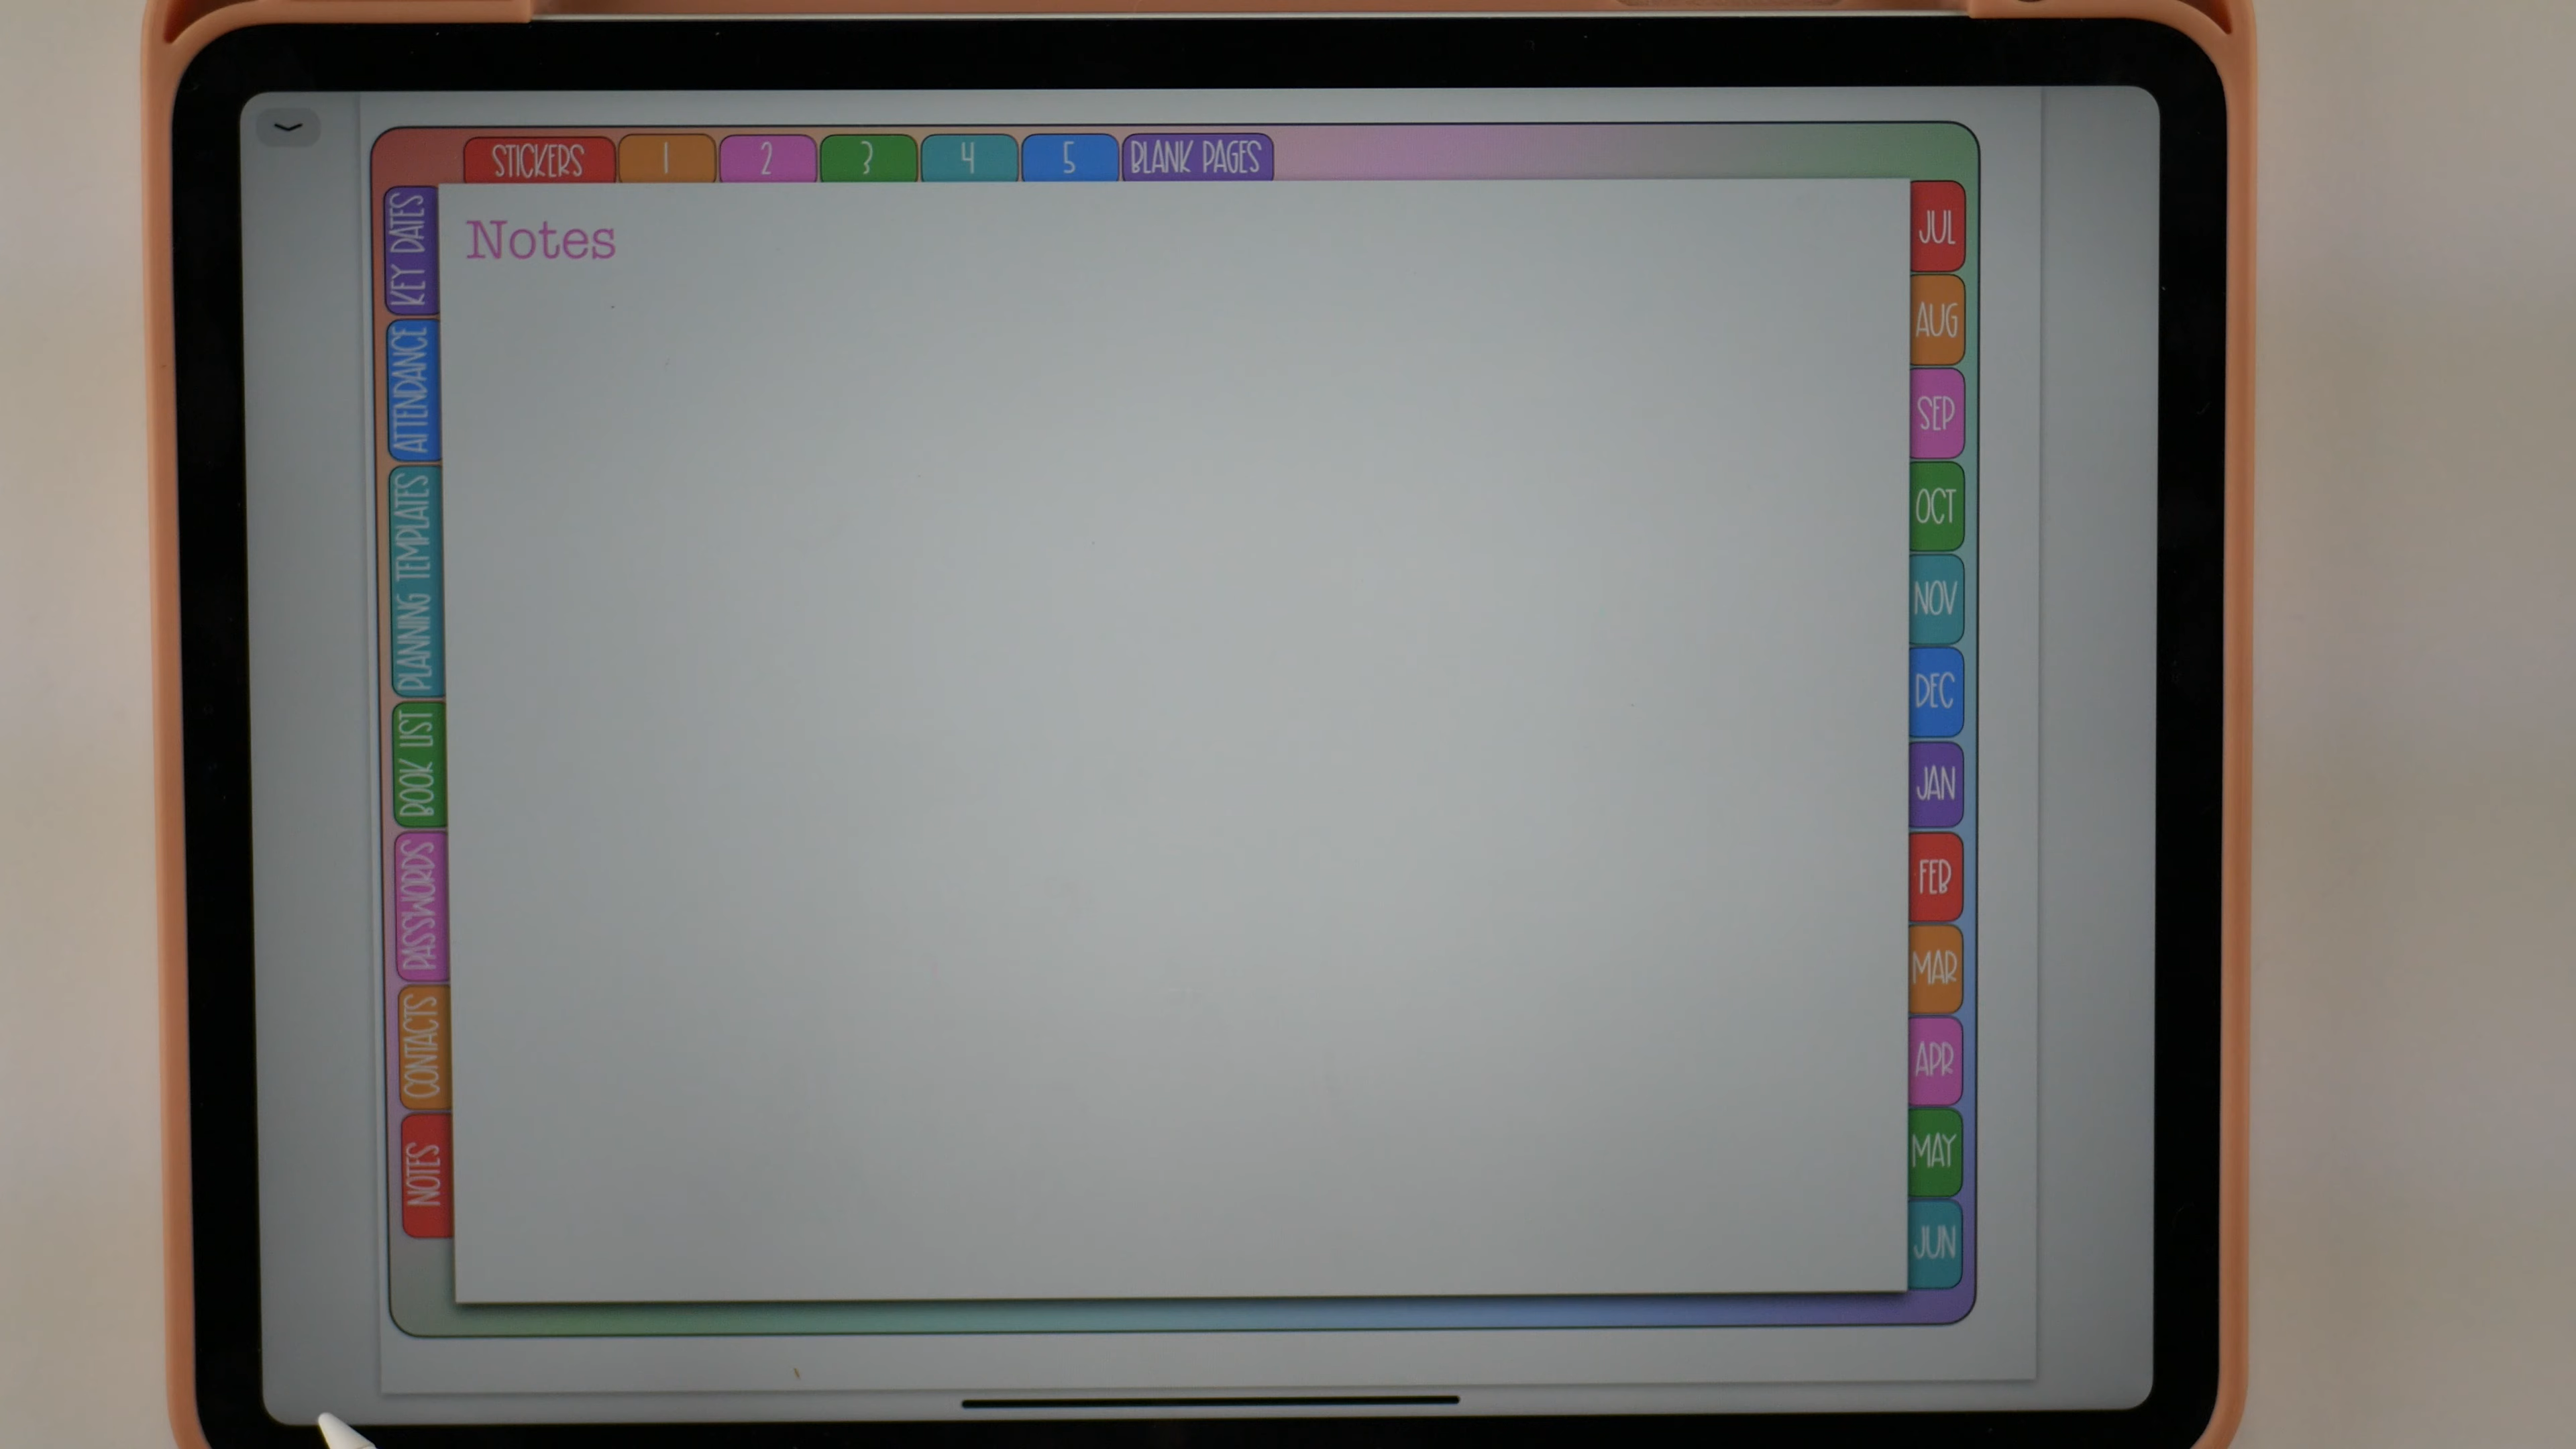 STICKERS
1
2
3
4
5
BLANK PAGES
Notes
KEY DATES
ATTENDANCE
PLANNING TEMPLATES
BOOK LIST
PASSWORDS
CONTACTS
NOTES
JUL
AUG
SEP
OCT
NOV
DEC
JAN
FEB
MAR
APR
MAY
JUN